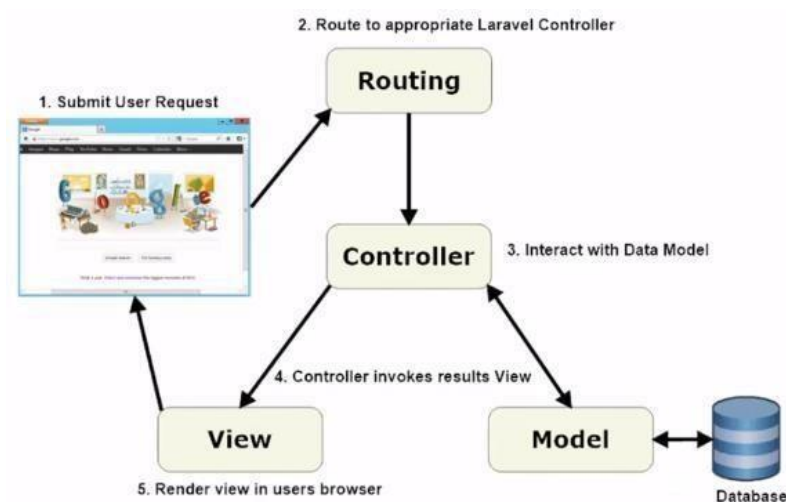 2. Route to appropriate Laravel Controller
Routing
1. Submit User Request
Google
Controller
3. Interact with Data Model
4. Controller invokes results View
View
Model
5. Render view in users browser
Database